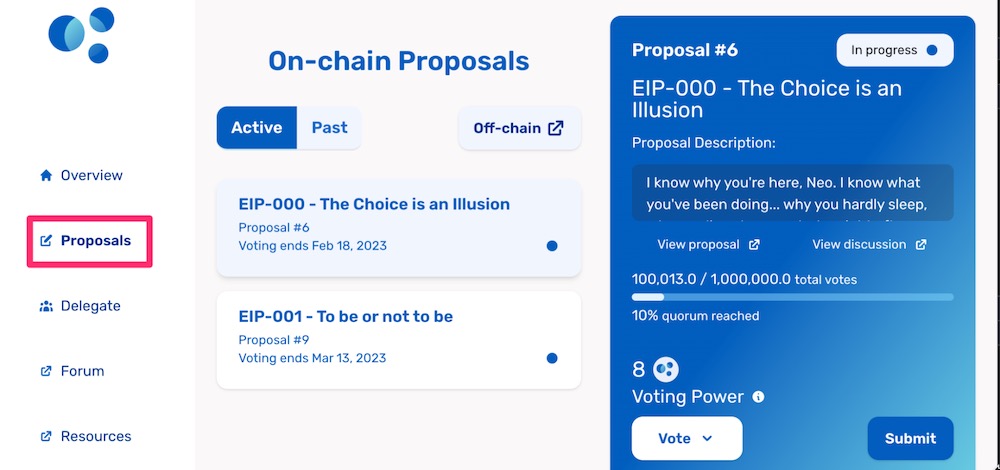 Overview
Proposals
Delegate
Forum
Resources
On-chain Proposals
Active
Past
Off-chain
EIP-000 - The Choice is an Illusion
Proposal #6
Voting ends Feb 18, 2023
EIP-001 - To be or not to be
Proposal #9
Voting ends Mar 13, 2023
Proposal #6
In progress
EIP-000 - The Choice is an
Illusion
Proposal Description:
I know why you're here, Neo. I know what
you've been doing... why you hardly sleep,
View proposal
View discussion
100,013.0 / 1,000,000.0 total votes
10% quorum reached
8
Voting Power
Vote
Submit